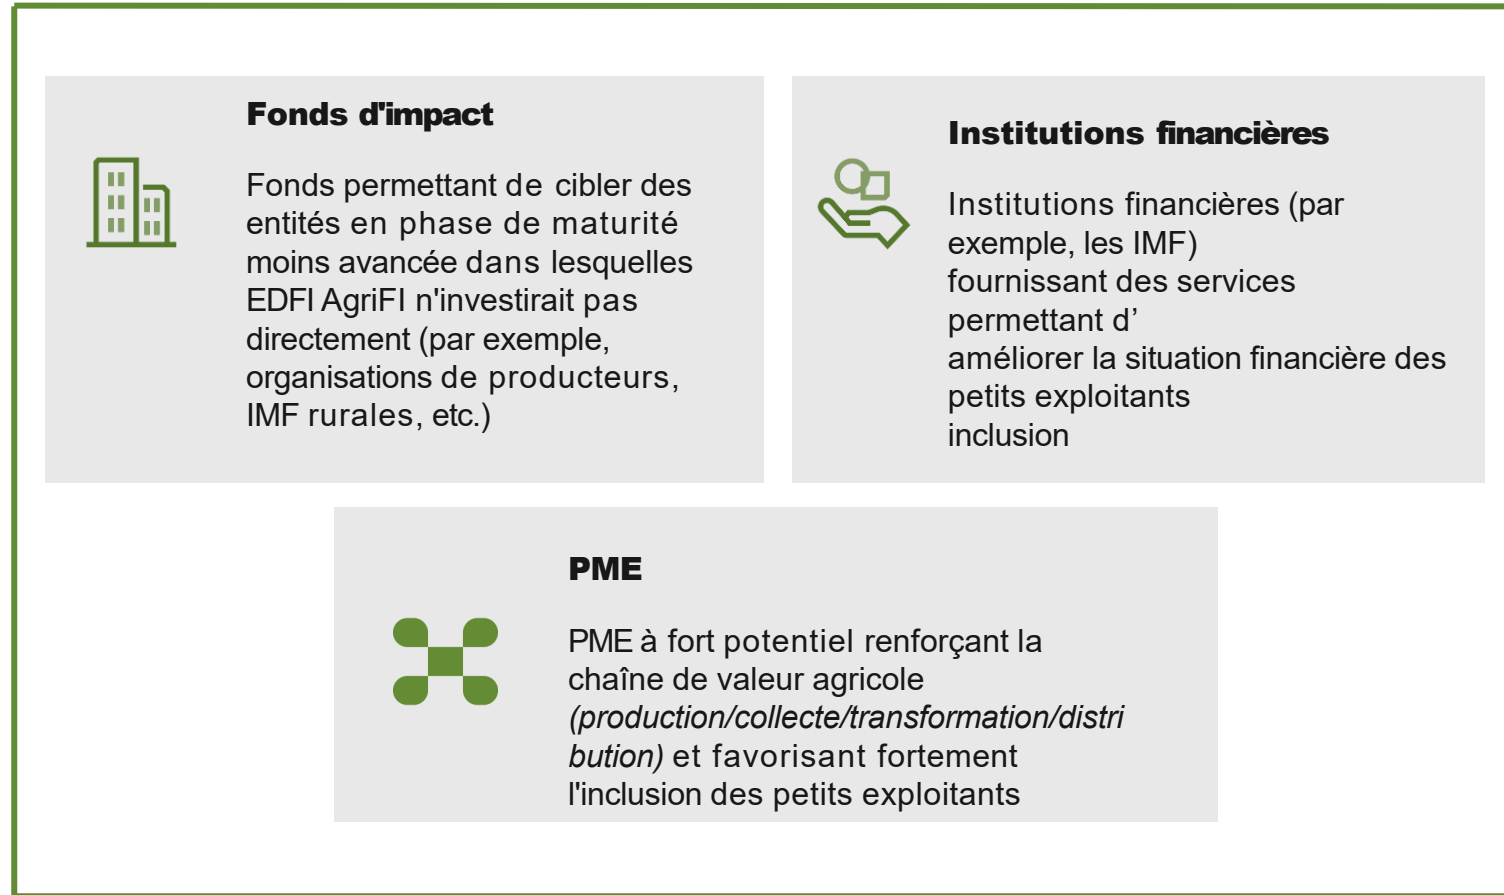 Fonds d'impact
Fonds permettant de cibler des
entités en phase de maturité
moins avancée dans lesquelles
EDFI AgriFI n'investirait pas
directement (par exemple,
organisations de producteurs,
IMF rurales, etc.)
Institutions financières
Institutions financières (par
exemple, les IMF)
fournissant des services
permettant d’
améliorer la situation financière des
petits exploitants
inclusion
PME
PME à fort potentiel renforçant la
chaîne de valeur agricole
(production/collecte/transformation/distri
bution) et favorisant fortement
l'inclusion des petits exploitants